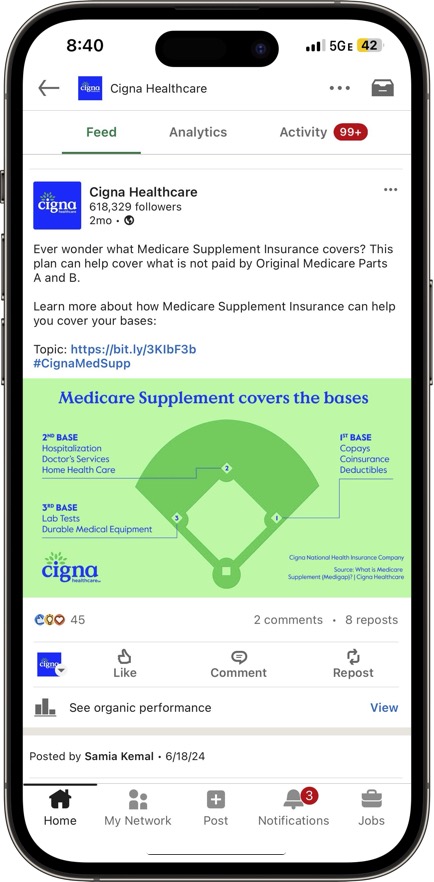 8:40
5GE 42
cigna
healthcare
Cigna Healthcare
Feed Analytics Activity 99+
cigna
healthcare
Cigna Healthcare
618,329 followers
2mo •
Ever wonder what Medicare Supplement Insurance covers? This
plan can help cover what is not paid by Original Medicare Parts
A and B.
Learn more about how Medicare Supplement Insurance can help
you cover your bases:
Topic: https://bit.ly/3KIbF3b
#CignaMedSupp
Medicare Supplement covers the bases
2ND BASE
Hospitalization
Doctor's Services
Home Health Care
1ST BASE
Copays
Coinsurance
Deductibles
2
3RD BASE
Lab Tests
Durable Medical Equipment
3
1
cigna
healthcare
Cigna National Health Insurance Company
Source: What is Medicare
Supplement (Medigap)? | Cigna Healthcare
45
2 comments • 8 reposts
cigna
Like Comment Repost
See organic performance View
Posted by Samia Kemal • 6/18/24
3
Home My Network Post Notifications Jobs